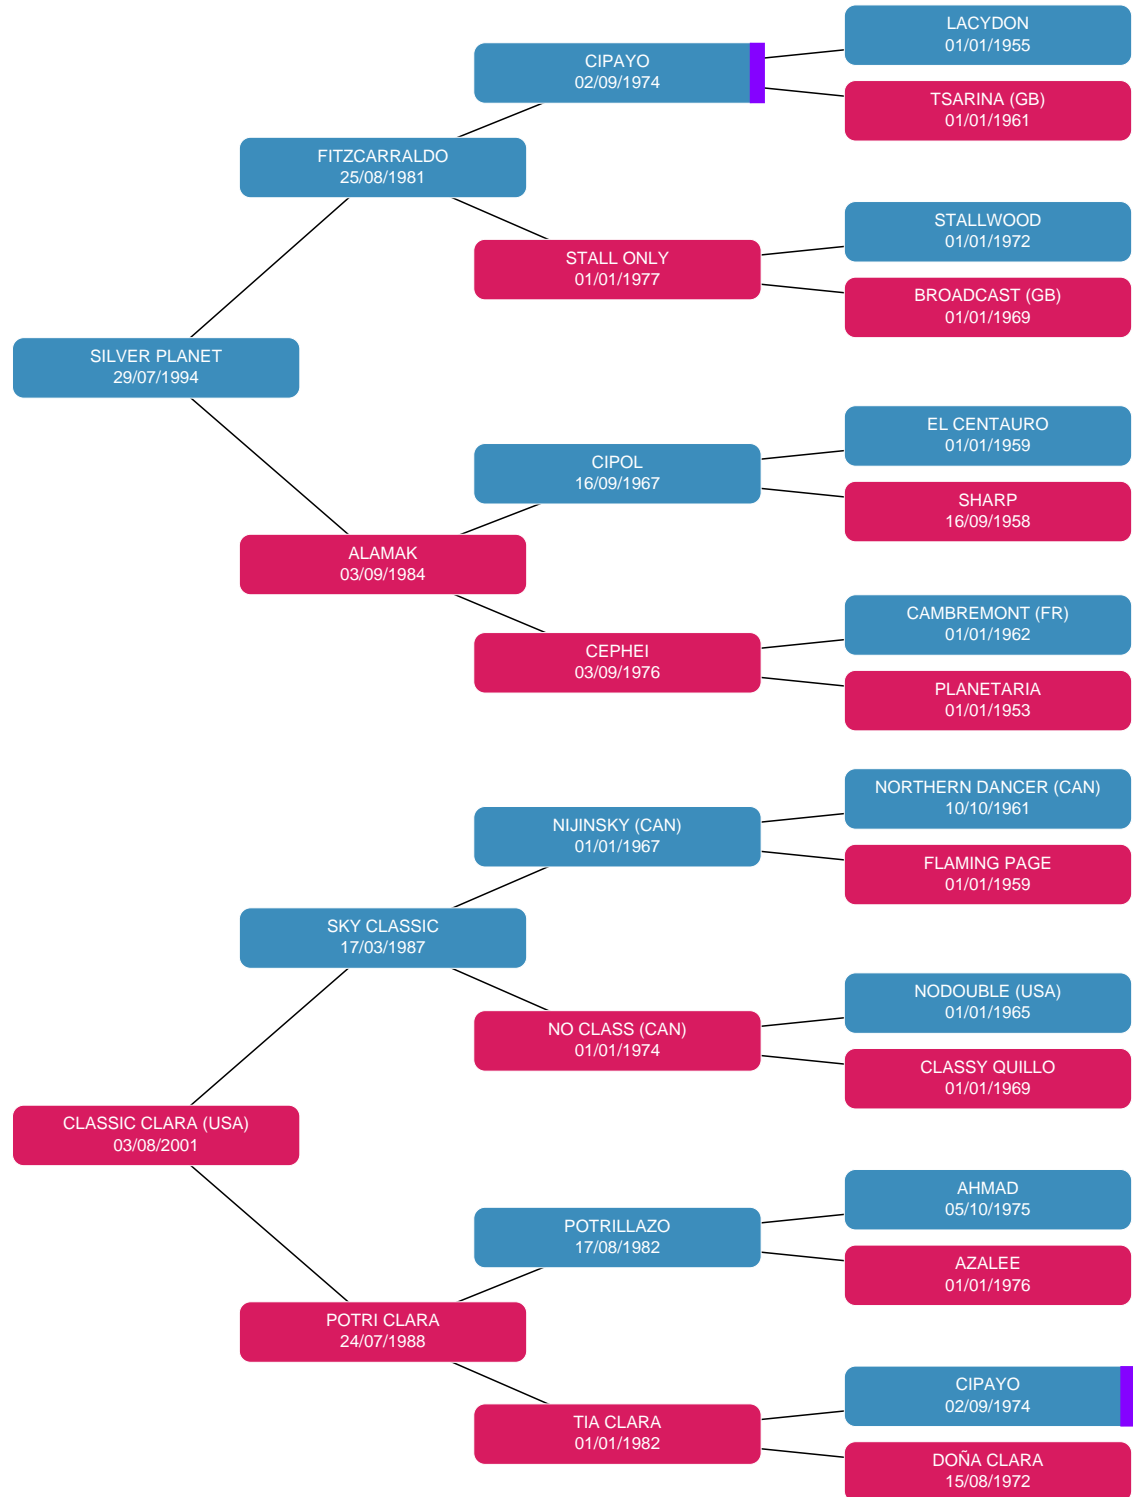 LACYDON
01/01/1955
CIPAYO
02/09/1974
TSARINA (GB)
01/01/1961
FITZCARRALDO
25/08/1981
STALLWOOD
01/01/1972
STALL ONLY
01/01/1977
BROADCAST (GB)
01/01/1969
SILVER PLANET
29/07/1994
EL CENTAURO
01/01/1959
CIPOL
16/09/1967
SHARP
16/09/1958
ALAMAK
03/09/1984
CAMBREMONT (FR)
01/01/1962
CEPHEI
03/09/1976
PLANETARIA
01/01/1953
NORTHERN DANCER (CAN)
10/10/1961
NIJINSKY (CAN)
01/01/1967
FLAMING PAGE
01/01/1959
SKY CLASSIC
17/03/1987
NODOUBLE (USA)
01/01/1965
NO CLASS (CAN)
01/01/1974
CLASSY QUILLO
01/01/1969
CLASSIC CLARA (USA)
03/08/2001
AHMAD
05/10/1975
POTRILLAZO
17/08/1982
AZALEE
01/01/1976
POTRI CLARA
24/07/1988
CIPAYO
02/09/1974
TIA CLARA
01/01/1982
DOÑA CLARA
15/08/1972